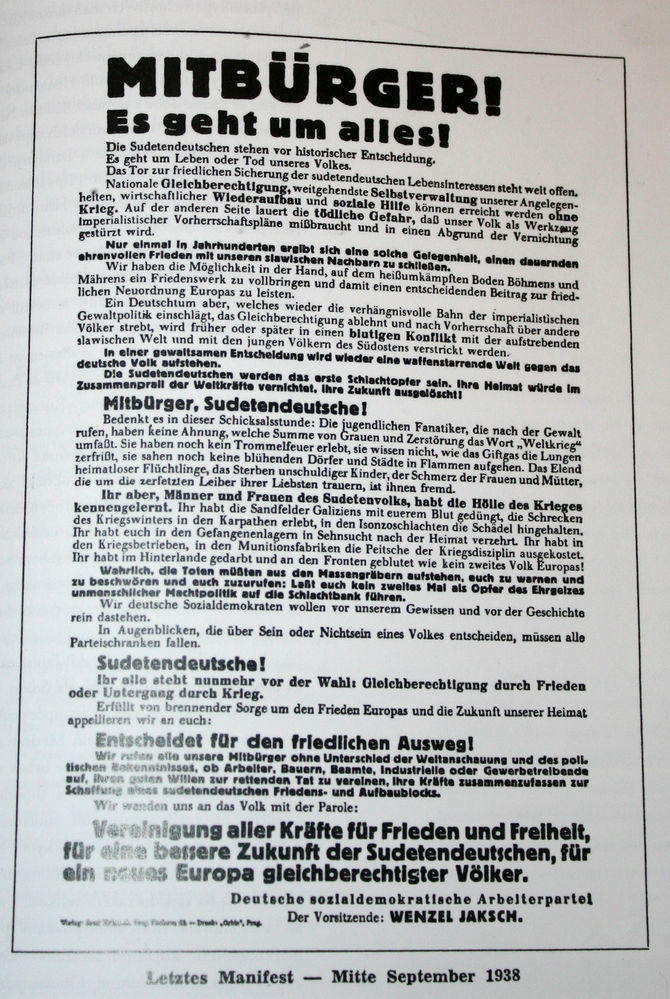 MITBÜRGER!
Es geht um alles!
Die Sudetendeutschen stehen vor historischer Entscheidung.
Es geht um Leben oder Tod unseres Volkes.
Das Tor zur friedlichen Sicherung der sudetendeutschen Lebensinteressen steht weit offen.
Nationale Gleichberechtigung, weitgehendste Selbstverwaltung unserer Angelegen-
heiten, wirtschaftlicher Wiederaufbau und soziale Hilfe können erreicht werden ohne
Krieg. Auf der anderen Seite lauert die tödliche Gefahr, daß unser Volk als Werkzeug
imperialistischer Vorherrschaftspläne mißbraucht und in einen Abgrund der Vernichtung
gestürzt wird.
Nur einmal in Jahrhunderten ergibt sich eine solche Gelegenheit, einen dauernden
ehrenvollen Frieden mit unseren slawischen Nachbarn zu schließen.
Wir haben die Möglichkeit in der Hand, auf dem heißumkämpften Boden Böhmens und
Mährens ein Friedenswerk zu vollbringen und damit einen entscheidenden Beitrag zur fried-
lichen Neuordnung Europas zu leisten.
Ein Deutschtum aber, welches wieder die verhängnisvolle Bahn der imperialistischen
Gewaltpolitik einschlägt, das Gleichberechtigung ablehnt und nach Vorherrschaft über andere
Völker strebt, wird früher oder später in einen blutigen Konflikt mit der aufstrebenden
slawischen Welt und mit den jungen Völkern des Südostens verstrickt werden.
In einer gewaltsamen Entscheidung wird wieder eine waffenstarrende Welt gegen das
deutsche Volk aufstehen.
Die Sudetendeutschen werden das erste Schlachtopfer sein. Ihre Heimat würde im
Zusammenprall der Weltkräfte vernichtet, ihre Zukunft ausgelöscht!
Mitbürger, Sudetendeutsche!
Bedenkt es in dieser Schicksalsstunde: Die jugendlichen Fanatiker, die nach der Gewalt
rufen, haben keine Ahnung, welche Summe von Grauen und Zerstörung das Wort „Weltkrieg“
umfaßt. Sie haben noch kein Trommelfeuer erlebt, sie wissen nicht, wie das Giftgas die Lungen
zerfrißt, sie sahen noch keine blühenden Dörfer und Städte in Flammen aufgehen. Das Elend
heimatloser Flüchtlinge, das Sterben unschuldiger Kinder, der Schmerz der Frauen und Mütter,
die um die zerfetzten Leiber ihrer Liebsten trauern, ist ihnen fremd.
Ihr aber, Männer und Frauen des Sudetenvolks, habt die Hölle des Krieges
kennengelernt. Ihr habt die Sandfelder Galiziens mit euerem Blut gedüngt, die Schrecken
des Kriegswinters in den Karpathen erlebt, in den Isonzoschlachten die Schädel hingehalten.
Ihr habt euch in den Gefangenenlagern in Sehnsucht nach der Heimat verzehrt. Ihr habt in
den Kriegsbetrieben, in den Munitionsfabriken die Peitsche der Kriegsdisziplin ausgekostet.
Ihr habt im Hinterlande gedarbt und an den Fronten geblutet wie kein zweites Volk Europas!
Wahrlich, die Toten müßten aus den Massengräbern aufstehen, euch zu warnen und
zu beschwören und euch zuzurufen: Laßt euch kein zweites Mal als Opfer des Ehrgeizes
unmenschlicher Machtpolitik auf die Schlachtbank führen.
Wir deutsche Sozialdemokraten wollen vor unserem Gewissen und vor der Geschichte
rein dastehen.
In Augenblicken, die über Sein oder Nichtsein eines Volkes entscheiden, müssen alle
Parteischranken fallen.
Sudetendeutsche!
Ihr alle steht nunmehr vor der Wahl: Gleichberechtigung durch Frieden
oder Untergang durch Krieg.
Erfüllt von brennender Sorge um den Frieden Europas und die Zukunft unserer Heimat
appellieren wir an euch:
Entscheidet für den friedlichen Ausweg!
Wir rufen alle unsere Mitbürger ohne Unterschied der Weltanschauung und des poli-
tischen Bekenntnisses, ob Arbeiter, Bauern, Beamte, Industrielle oder Gewerbetreibende
auf, ihren guten Willen zur rettenden Tat zu vereinen, ihre Kräfte zusammenzufassen zur
Schaffung eines sudetendeutschen Friedens- und Aufbaublocks.
Wir wenden uns an das Volk mit der Parole:
Vereinigung aller Kräfte für Frieden und Freiheit,
für eine bessere Zukunft der Sudetendeutschen, für
ein neues Europa gleichberechtigter Völker.
Deutsche sozialdemokratische Arbeiterpartei
Der Vorsitzende: WENZEL JAKSCH.
Verlag: Prag — Druck: „Orbis“, Prag.
Letztes Manifest — Mitte September 1938